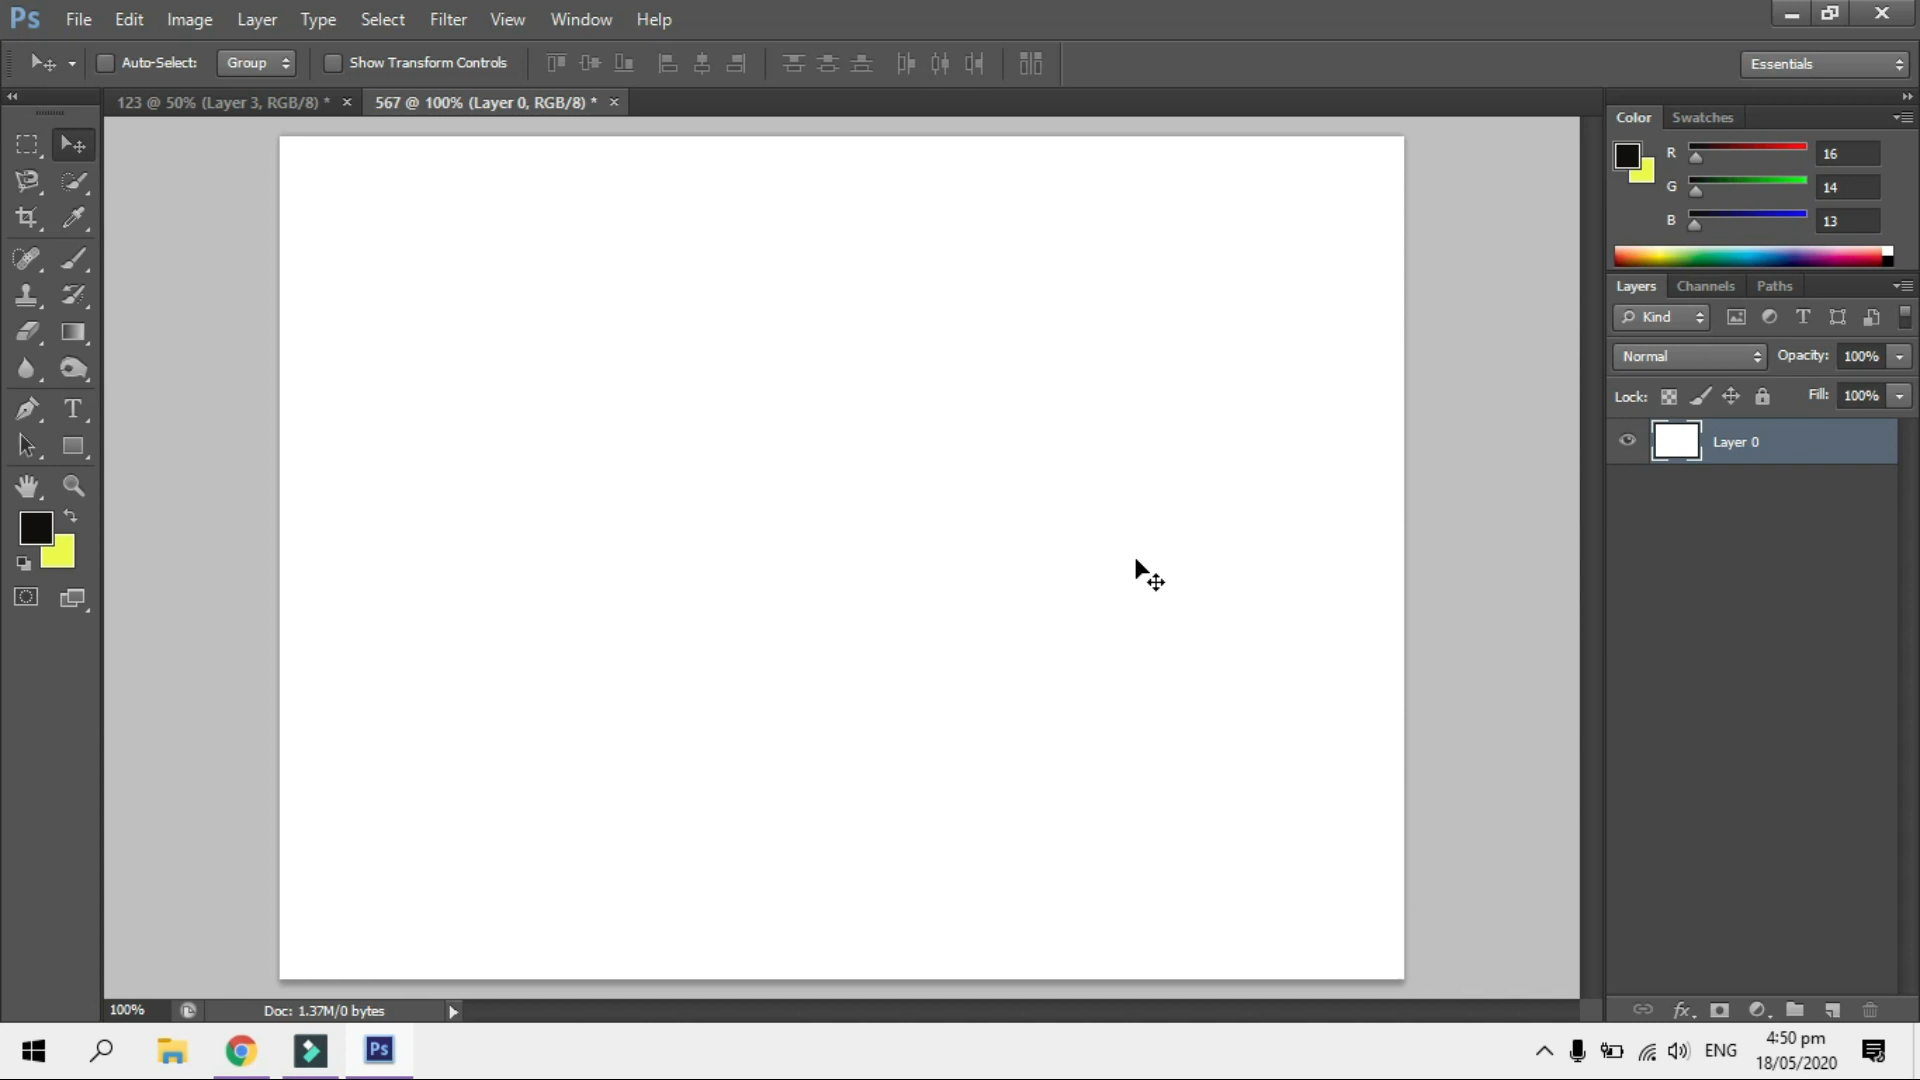 Ps File Edit Image Layer Type Select Filter View Window Help
Auto-Select: Group Show Transform Controls Essentials
123 @ 50% (Layer 3, RGB/8) * × 567 @ 100% (Layer 0, RGB/8) * ×
Color Swatches
R 16
G 14
B 13
Layers Channels Paths
Kind
Normal Opacity: 100%
Lock: Fill: 100%
Layer 0
100% Doc: 1.37M/0 bytes
fx
Ps ENG 4:50 pm
18/05/2020